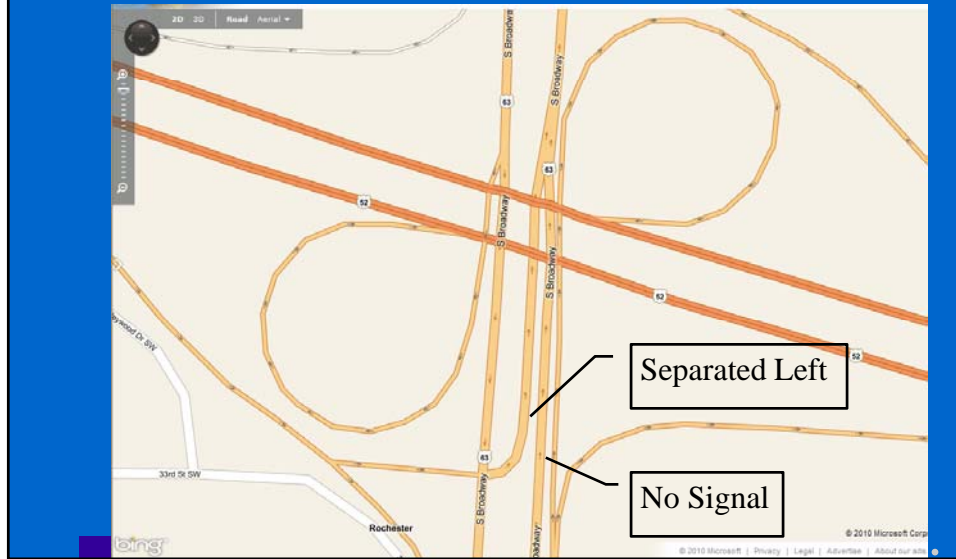 2D 3D Road Aerial
S Broadway
S Broadway
63
63
52
S Broadway
S Broadway
52
52
Separated Left
63
33rd St SW
S Broadway
No Signal
Rochester
© 2010 Microsoft Corp
bing
© 2010 Microsoft | Privacy | Legal | Advertise | About our ads